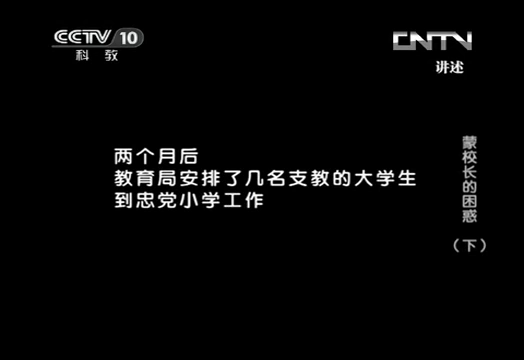 CCTV 10
科教
CNTV
讲述
两个月后
教育局安排了几名支教的大学生
到忠党小学工作
蒙校长的困惑
（下）